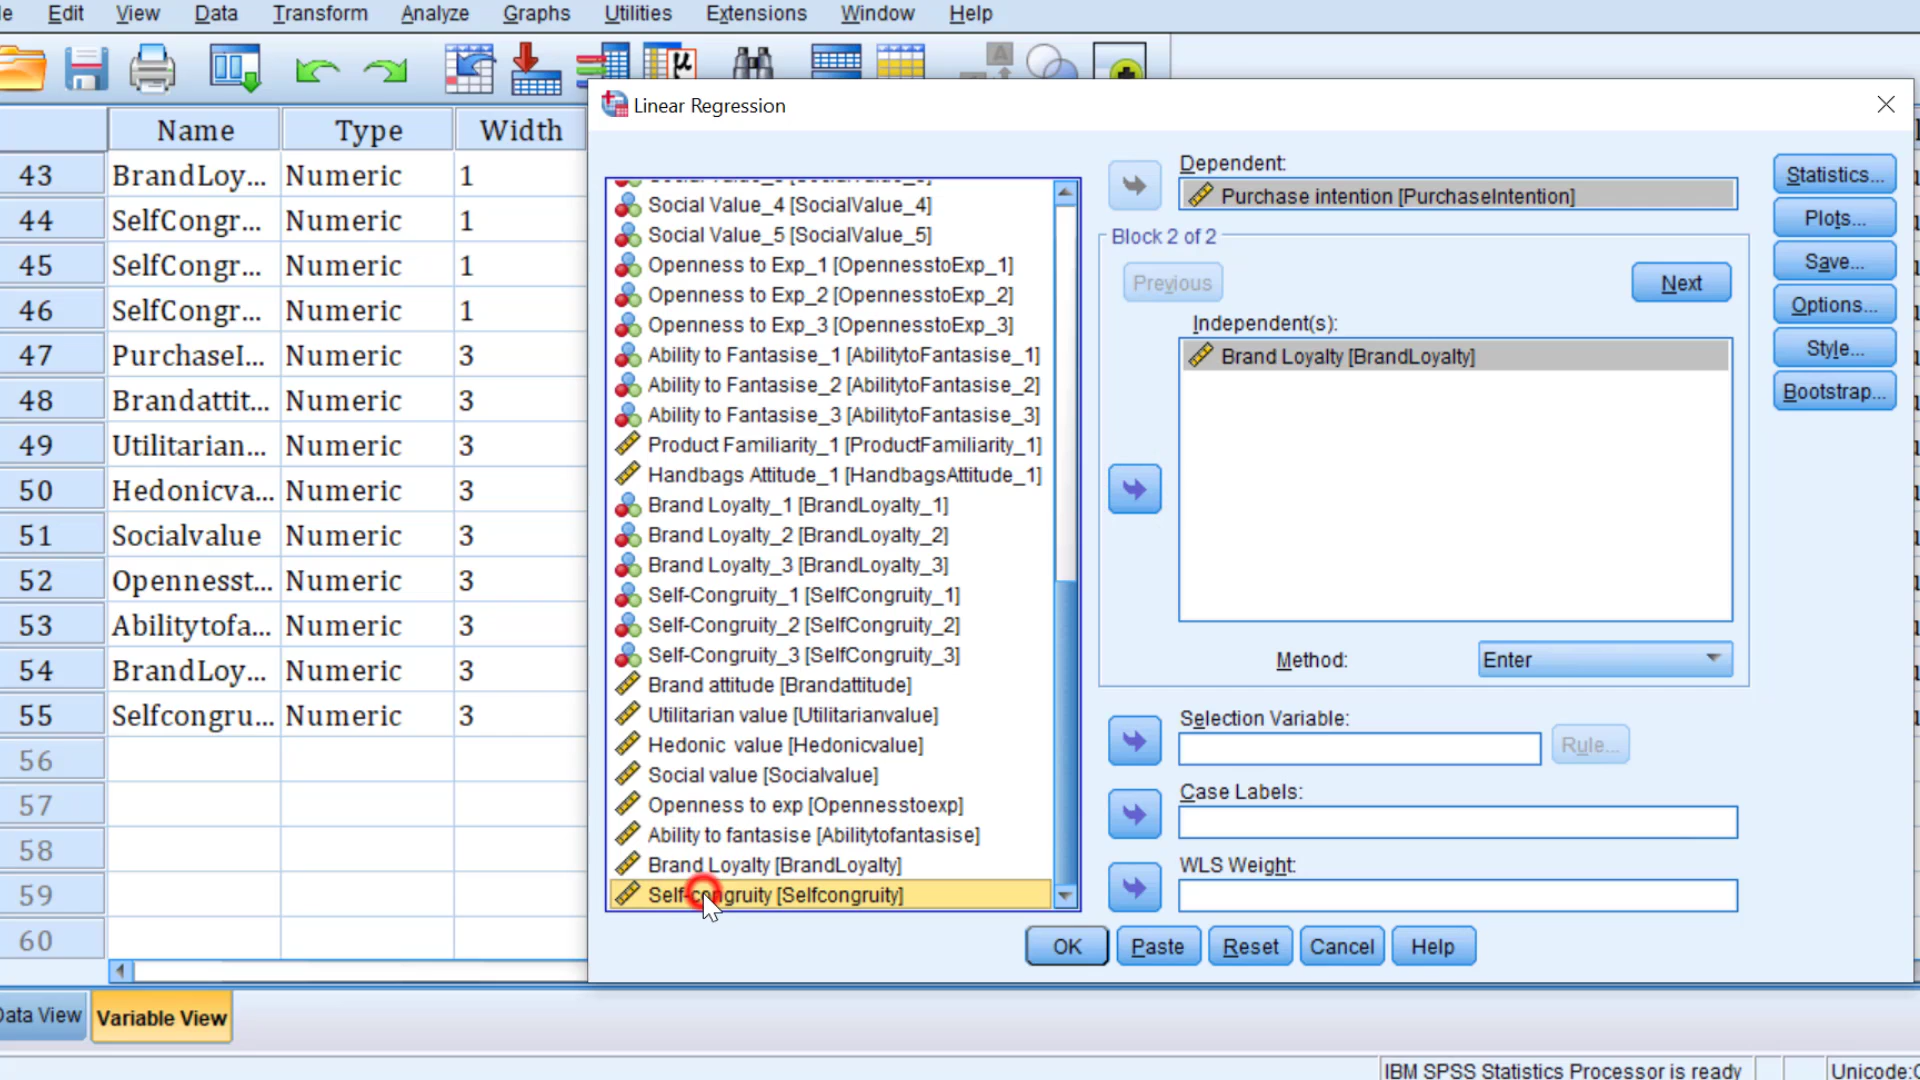 Edit View Data Transform Analyze Graphs Utilities Extensions Window Help
Linear Regression
Name Type Width
43 BrandLoy... Numeric 1
44 SelfCongr... Numeric 1
45 SelfCongr... Numeric 1
46 SelfCongr... Numeric 1
47 PurchaseI... Numeric 3
48 Brandattit... Numeric 3
49 Utilitarian... Numeric 3
50 Hedonicva... Numeric 3
51 Socialvalue Numeric 3
52 Opennesst... Numeric 3
53 Abilitytofa... Numeric 3
54 BrandLoy... Numeric 3
55 Selfcongru... Numeric 3
56
57
58
59
60
Social Value_4 [SocialValue_4]
Social Value_5 [SocialValue_5]
Openness to Exp_1 [OpennesstoExp_1]
Openness to Exp_2 [OpennesstoExp_2]
Openness to Exp_3 [OpennesstoExp_3]
Ability to Fantasise_1 [AbilitytoFantasise_1]
Ability to Fantasise_2 [AbilitytoFantasise_2]
Ability to Fantasise_3 [AbilitytoFantasise_3]
Product Familiarity_1 [ProductFamiliarity_1]
Handbags Attitude_1 [HandbagsAttitude_1]
Brand Loyalty_1 [BrandLoyalty_1]
Brand Loyalty_2 [BrandLoyalty_2]
Brand Loyalty_3 [BrandLoyalty_3]
Self-Congruity_1 [SelfCongruity_1]
Self-Congruity_2 [SelfCongruity_2]
Self-Congruity_3 [SelfCongruity_3]
Brand attitude [Brandattitude]
Utilitarian value [Utilitarianvalue]
Hedonic value [Hedonicvalue]
Social value [Socialvalue]
Openness to exp [Opennesstoexp]
Ability to fantasise [Abilitytofantasise]
Brand Loyalty [BrandLoyalty]
Self-congruity [Selfcongruity]
Dependent:
Purchase intention [PurchaseIntention]
Block 2 of 2
Previous Next
Independent(s):
Brand Loyalty [BrandLoyalty]
Method: Enter
Selection Variable:
Rule...
Case Labels:
WLS Weight:
Statistics...
Plots...
Save...
Options...
Style...
Bootstrap...
OK Paste Reset Cancel Help
Data View Variable View
IBM SPSS Statistics Processor is ready Unicode: